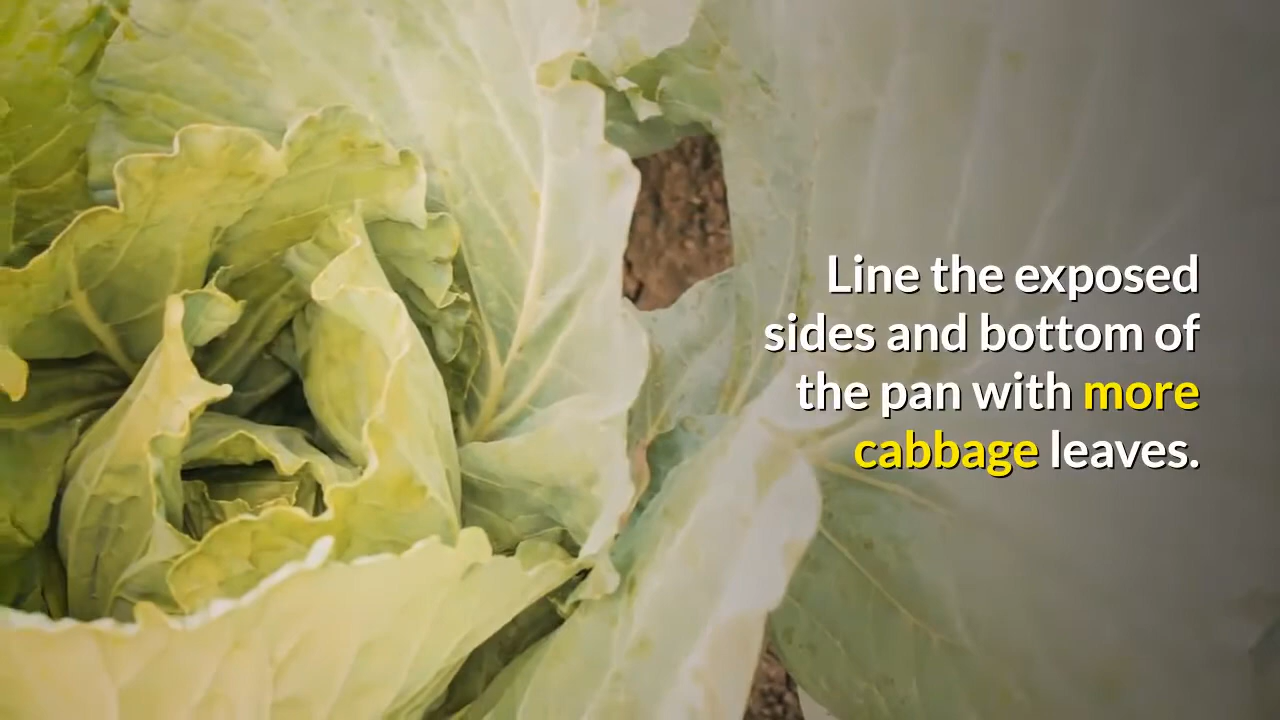 Line the exposed
sides and bottom of
the pan with more
cabbage leaves.